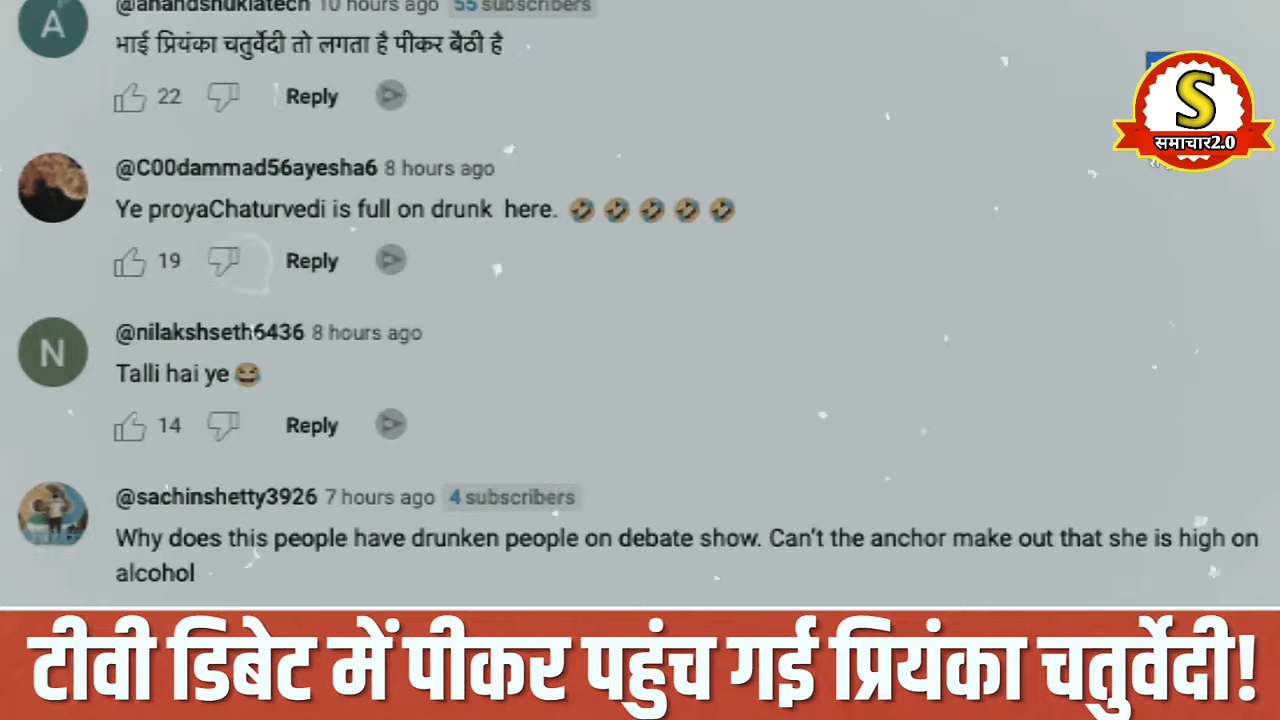 @anandshuklatech 10 hours ago 55 subscribers
भाई प्रियंका चतुर्वेदी तो लगता है पीकर बैठी है
22 Reply
@C00dammad56ayesha6 8 hours ago
Ye proyaChaturvedi is full on drunk here. 🤣🤣🤣🤣🤣
19 Reply
@nilakshseth6436 8 hours ago
Talli hai ye 😂
14 Reply
@sachinshetty3926 7 hours ago 4 subscribers
Why does this people have drunken people on debate show. Can't the anchor make out that she is high on
alcohol
A
N
S
समाचार2.0
टीवी डिबेट में पीकर पहुंच गई प्रियंका चतुर्वेदी!